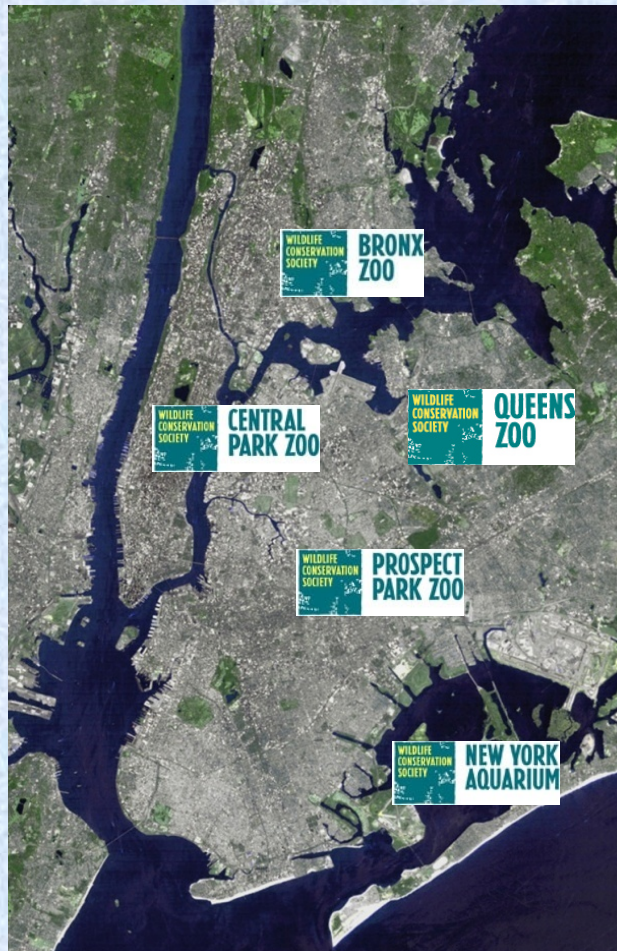 WILDLIFE
CONSERVATION
SOCIETY
BRONX
ZOO
WILDLIFE
CONSERVATION
SOCIETY
CENTRAL
PARK ZOO
WILDLIFE
CONSERVATION
SOCIETY
QUEENS
ZOO
WILDLIFE
CONSERVATION
SOCIETY
PROSPECT
PARK ZOO
WILDLIFE
CONSERVATION
SOCIETY
NEW YORK
AQUARIUM